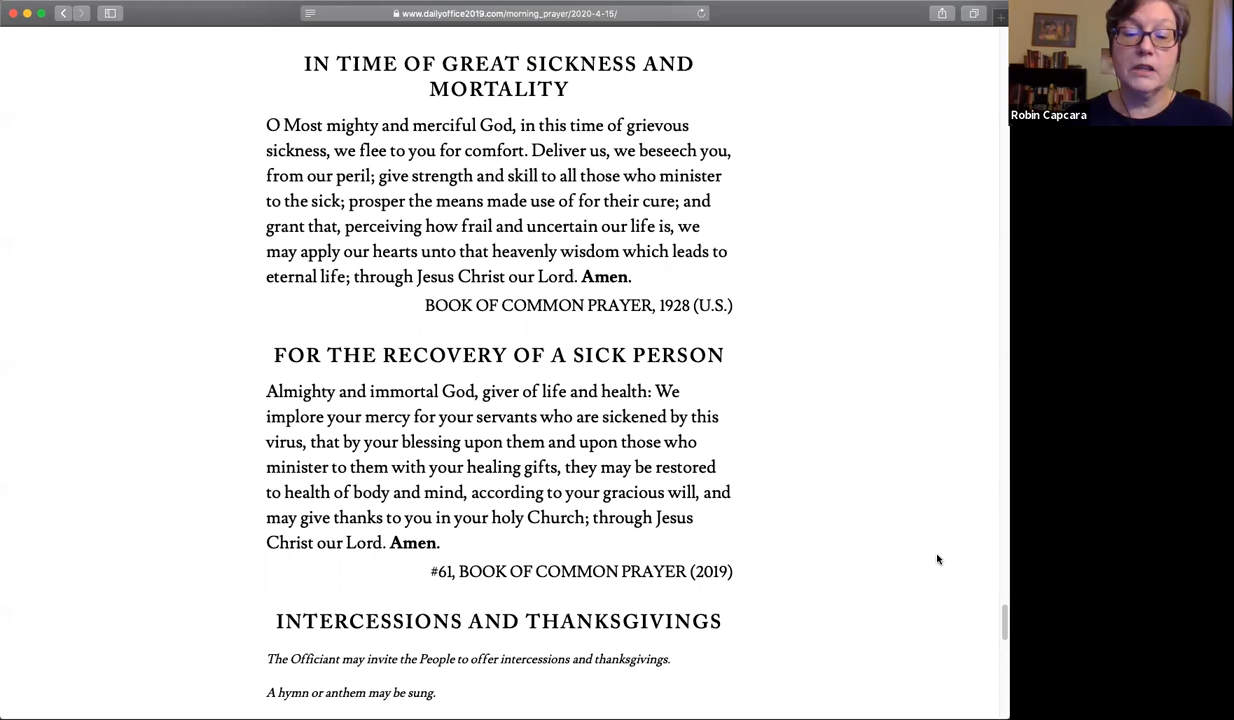 www.dailyoffice2019.com/morning_prayer/2020-4-15/
IN TIME OF GREAT SICKNESS AND
MORTALITY
O Most mighty and merciful God, in this time of grievous
sickness, we flee to you for comfort. Deliver us, we beseech you,
from our peril; give strength and skill to all those who minister
to the sick; prosper the means made use of for their cure; and
grant that, perceiving how frail and uncertain our life is, we
may apply our hearts unto that heavenly wisdom which leads to
eternal life; through Jesus Christ our Lord. Amen.
BOOK OF COMMON PRAYER, 1928 (U.S.)
FOR THE RECOVERY OF A SICK PERSON
Almighty and immortal God, giver of life and health: We
implore your mercy for your servants who are sickened by this
virus, that by your blessing upon them and upon those who
minister to them with your healing gifts, they may be restored
to health of body and mind, according to your gracious will, and
may give thanks to you in your holy Church; through Jesus
Christ our Lord. Amen.
#61, BOOK OF COMMON PRAYER (2019)
INTERCESSIONS AND THANKSGIVINGS
The Officiant may invite the People to offer intercessions and thanksgivings.
A hymn or anthem may be sung.
Robin Capcara